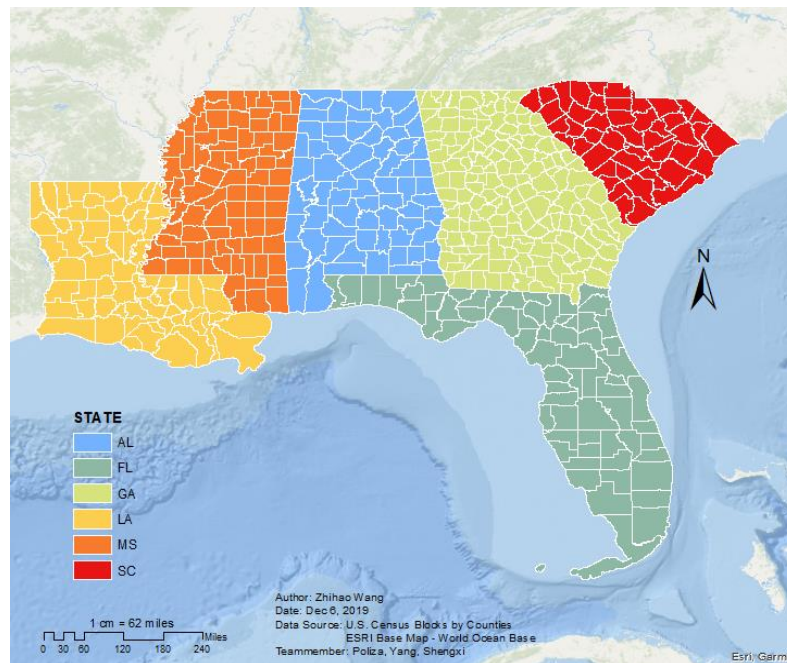 N
STATE
AL
FL
GA
LA
MS
SC
Author: Zhihao Wang
Date: Dec 6, 2019
1 cm = 62 miles
Data Source: U.S. Census Blocks by Counties
ESRI Base Map - World Ocean Base
Miles
0 30 60 120 180 240
Teammember: Poliza, Yang, Shengxi
Esri, Garm